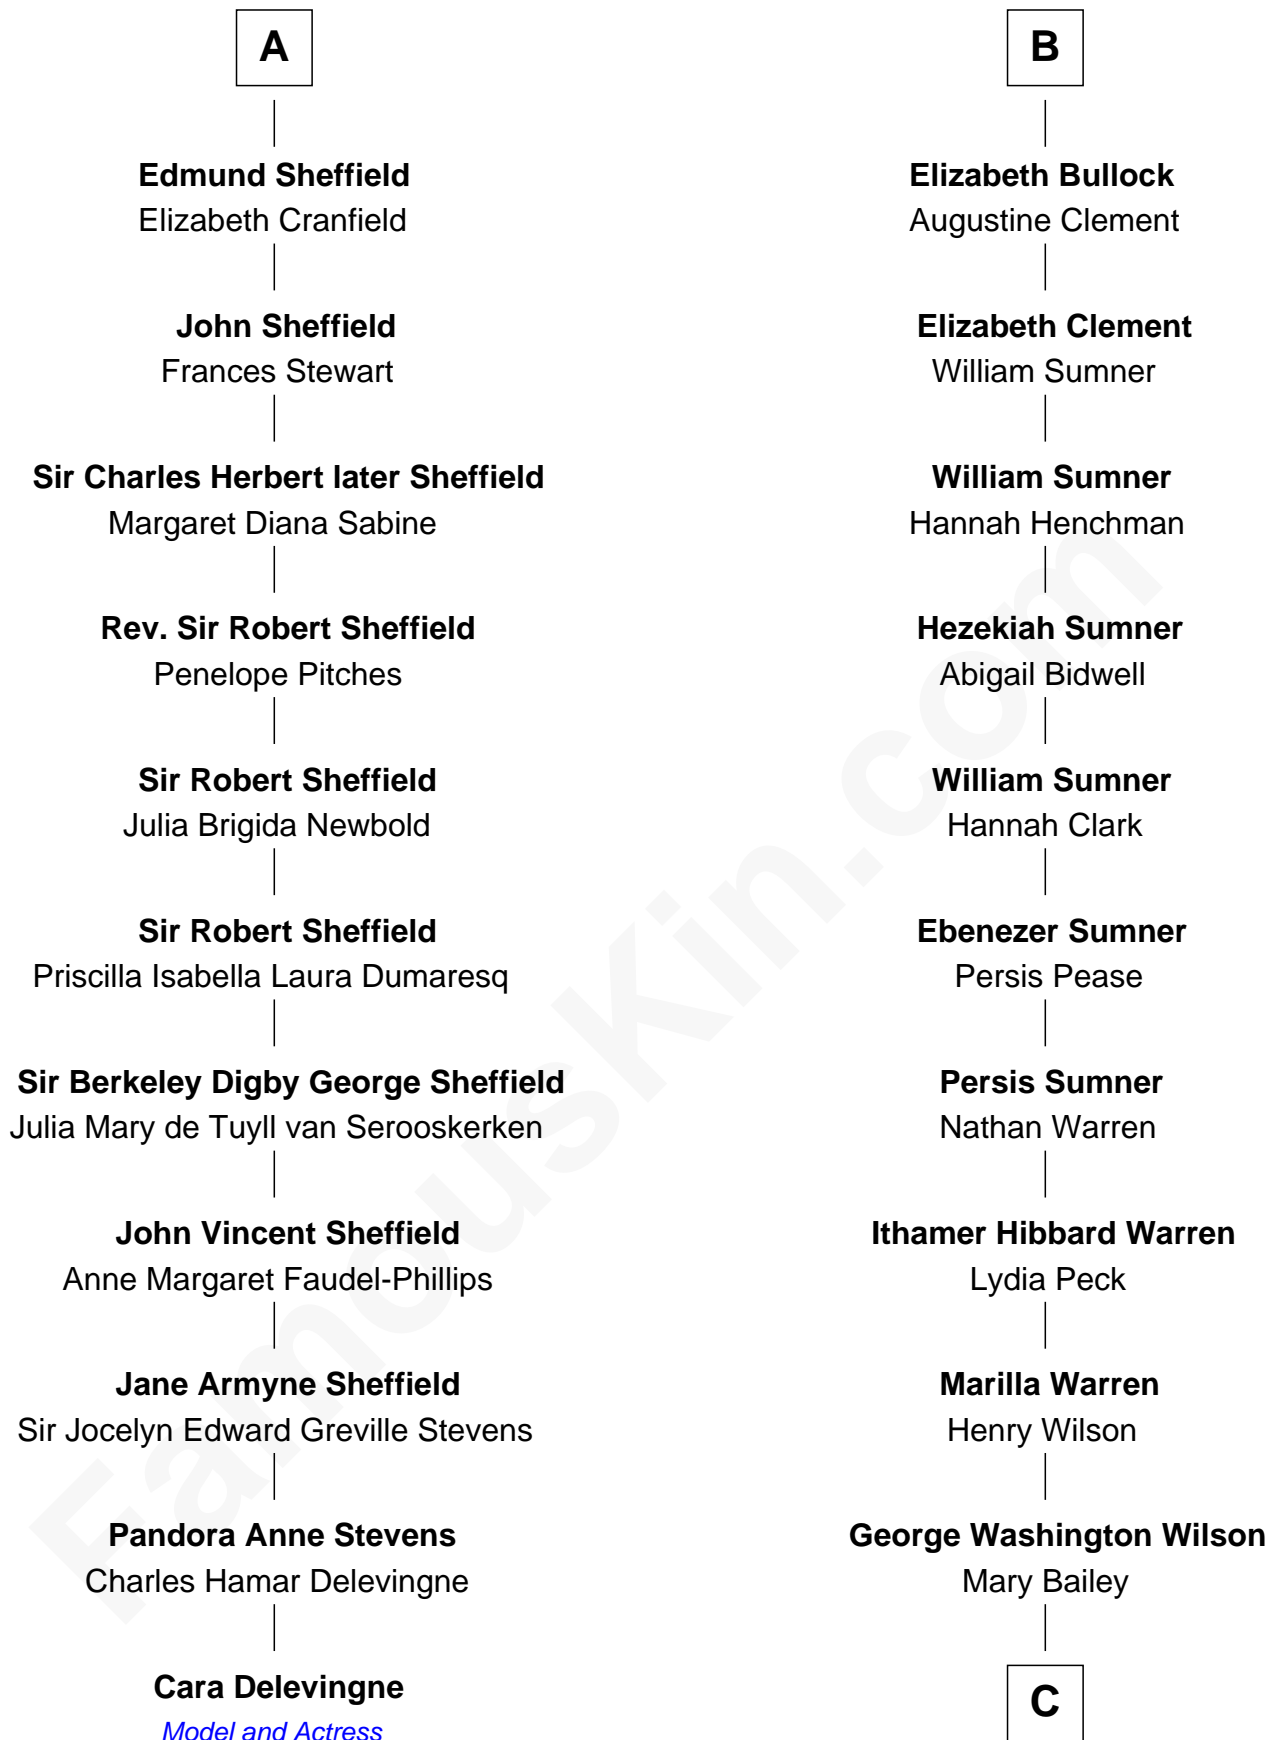 A
Edmund Sheffield
Elizabeth Cranfield
John Sheffield
Frances Stewart
Sir Charles Herbert later Sheffield
Margaret Diana Sabine
Rev. Sir Robert Sheffield
Penelope Pitches
Sir Robert Sheffield
Julia Brigida Newbold
Sir Robert Sheffield
Priscilla Isabella Laura Dumaresq
Sir Berkeley Digby George Sheffield
Julia Mary de Tuyll van Serooskerken
John Vincent Sheffield
Anne Margaret Faudel-Phillips
Jane Armyne Sheffield
Sir Jocelyn Edward Greville Stevens
Pandora Anne Stevens
Charles Hamar Delevingne
Cara Delevingne
Model and Actress
B
Elizabeth Bullock
Augustine Clement
Elizabeth Clement
William Sumner
William Sumner
Hannah Henchman
Hezekiah Sumner
Abigail Bidwell
William Sumner
Hannah Clark
Ebenezer Sumner
Persis Pease
Persis Sumner
Nathan Warren
Ithamer Hibbard Warren
Lydia Peck
Marilla Warren
Henry Wilson
George Washington Wilson
Mary Bailey
C
FamousKin.com